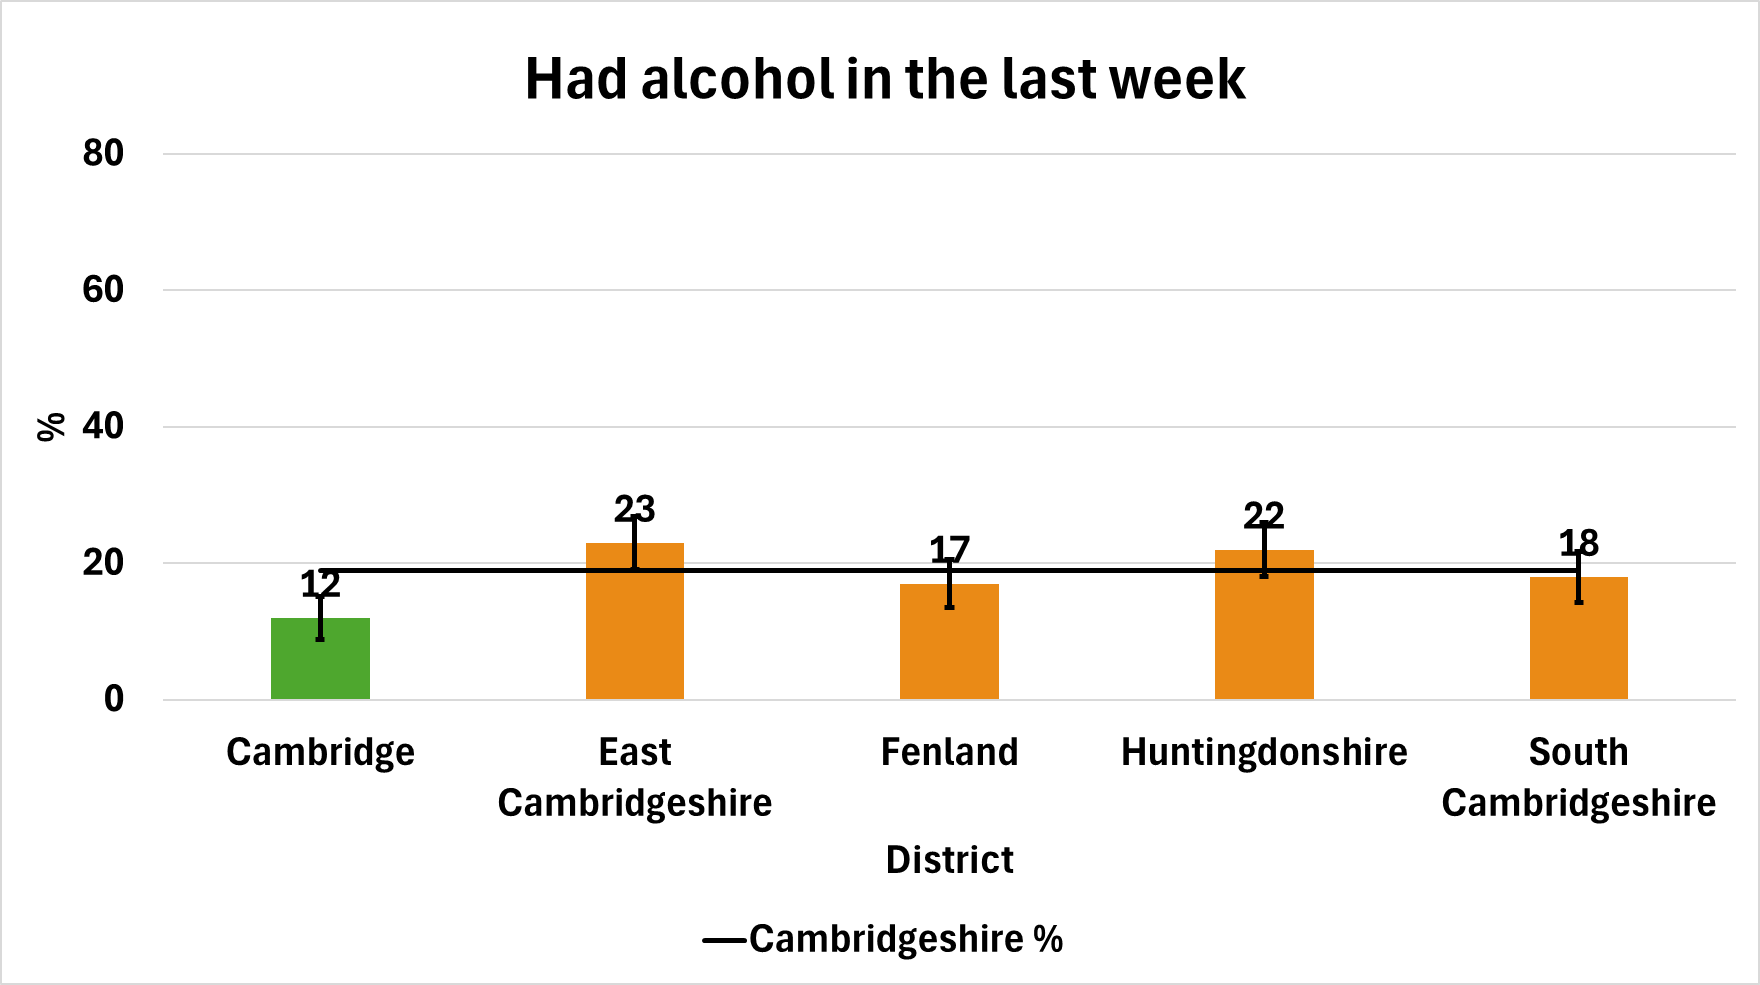 Had alcohol in the last week
80
60
40
20
0
%
12
23
17
22
18
Cambridge
East
Cambridgeshire
Fenland
Huntingdonshire
South
Cambridgeshire
District
Cambridgeshire %